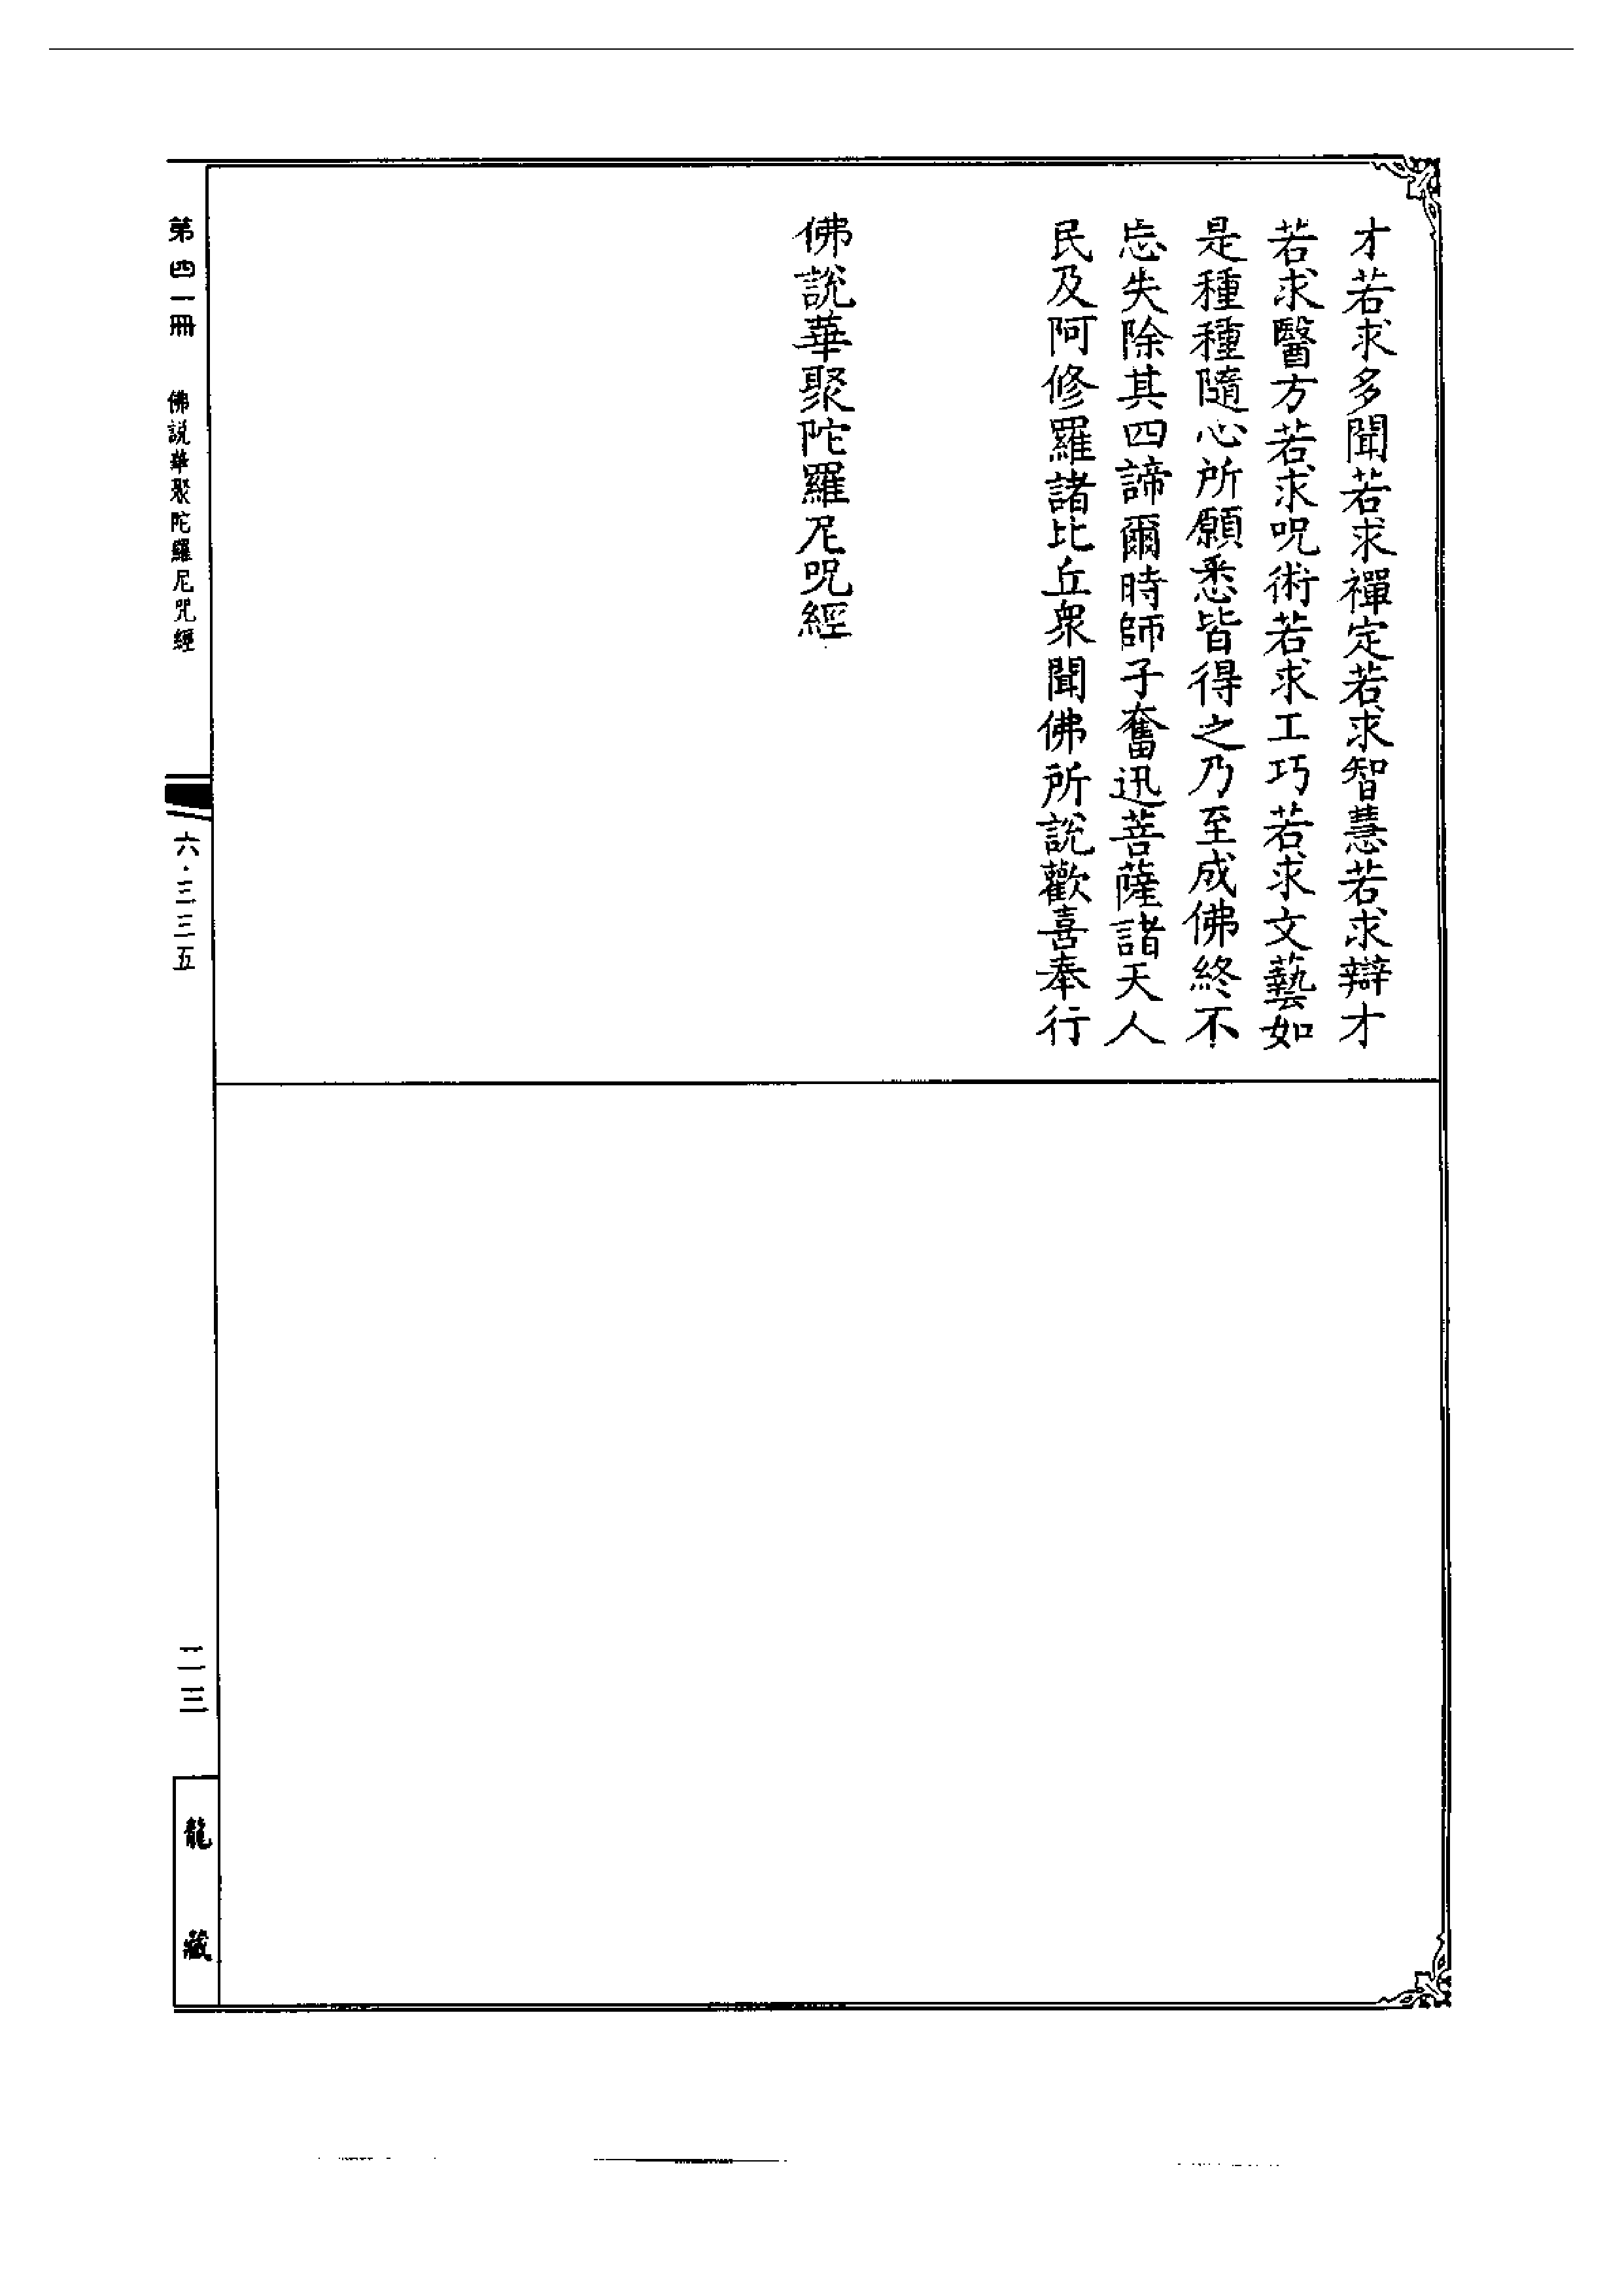 才若求多聞若求禪定若求智慧若求辯才
若求醫方若求呪術若求工巧若求文藝如
是種種隨心所願悉皆得之乃至成佛終不
忘失除其四諦爾時師子奮迅菩薩諸天人
民及阿修羅諸比丘衆聞佛所說歡喜奉行
佛說華聚陀羅尼呪經
第四一冊 佛説華聚陀羅尼咒經 六·三三五 二三 龍藏